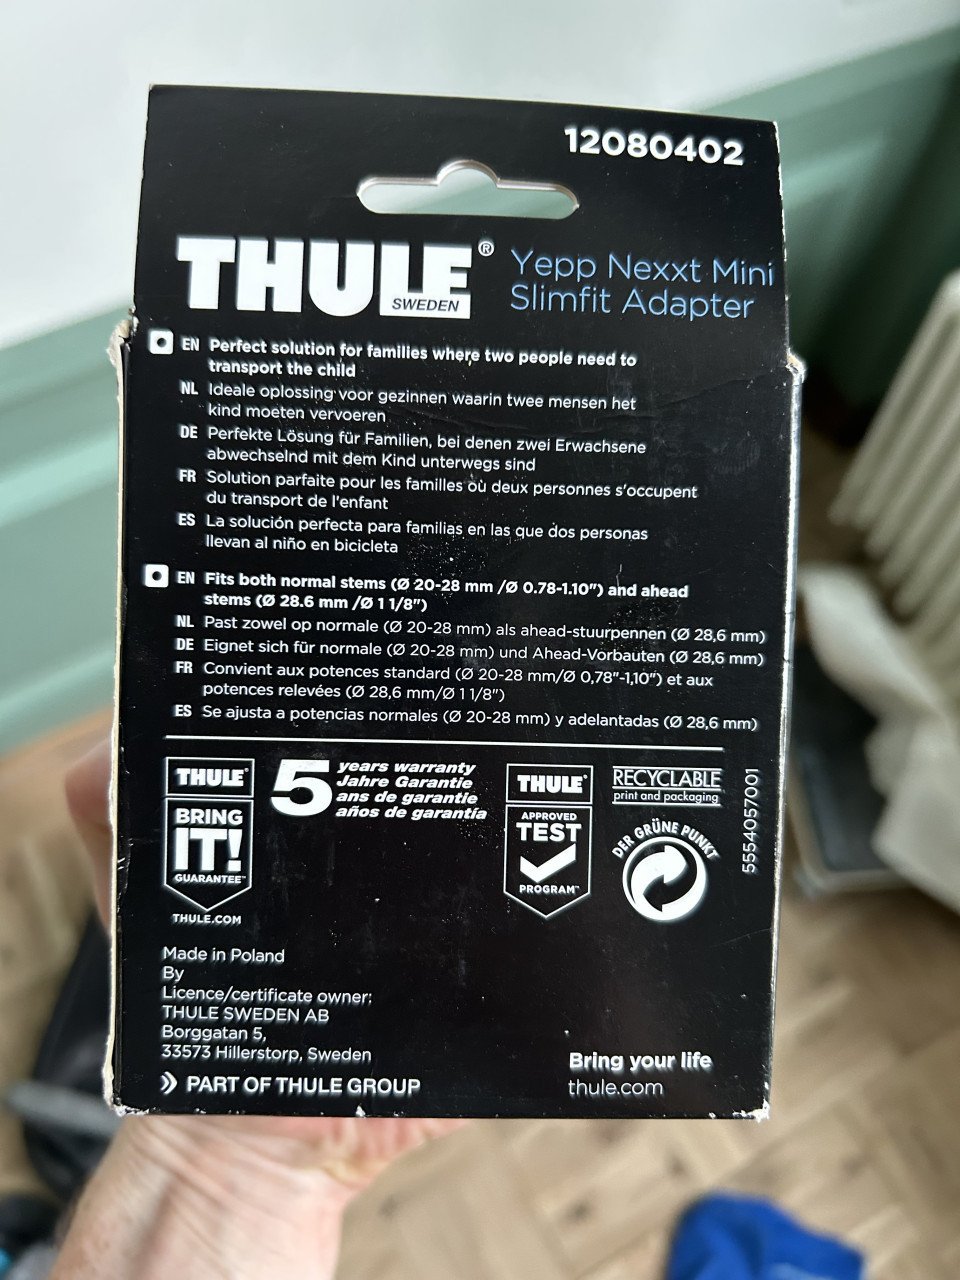 12080402
THULE®
SWEDEN
Yepp Nexxt Mini
Slimfit Adapter
EN Perfect solution for families where two people need to
transport the child
NL Ideale oplossing voor gezinnen waarin twee mensen het
kind moeten vervoeren
DE Perfekte Lösung für Familien, bei denen zwei Erwachsene
abwechselnd mit dem Kind unterwegs sind
FR Solution parfaite pour les familles où deux personnes s'occupent
du transport de l'enfant
ES La solución perfecta para familias en las que dos personas
llevan al niño en bicicleta
EN Fits both normal stems (Ø 20-28 mm /Ø 0.78-1.10") and ahead
stems (Ø 28.6 mm /Ø 1 1/8")
NL Past zowel op normale (Ø 20-28 mm) als ahead-stuurpennen (Ø 28,6 mm)
DE Eignet sich für normale (Ø 20-28 mm) und Ahead-Vorbauten (Ø 28,6 mm)
FR Convient aux potences standard (Ø 20-28 mm/Ø 0,78"-1,10") et aux
potences relevées (Ø 28,6 mm/Ø 1 1/8")
ES Se ajusta a potencias normales (Ø 20-28 mm) y adelantadas (Ø 28,6 mm)
THULE®
BRING
IT!
GUARANTEE™
THULE.COM
5 years warranty
Jahre Garantie
ans de garantie
años de garantía
THULE®
APPROVED
TEST
PROGRAM™
RECYCLABLE
print and packaging
DER GRÜNE PUNKT
5554057001
Made in Poland
By
Licence/certificate owner:
THULE SWEDEN AB
Borggatan 5,
33573 Hillerstorp, Sweden
PART OF THULE GROUP
Bring your life
thule.com